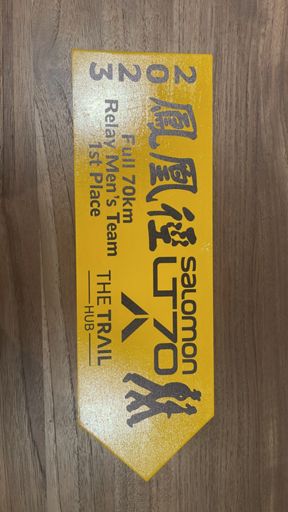 2023
鳳凰徑
SALOMON
LT70
Full 70km
Relay Men's Team
1st Place
THE TRAIL
HUB